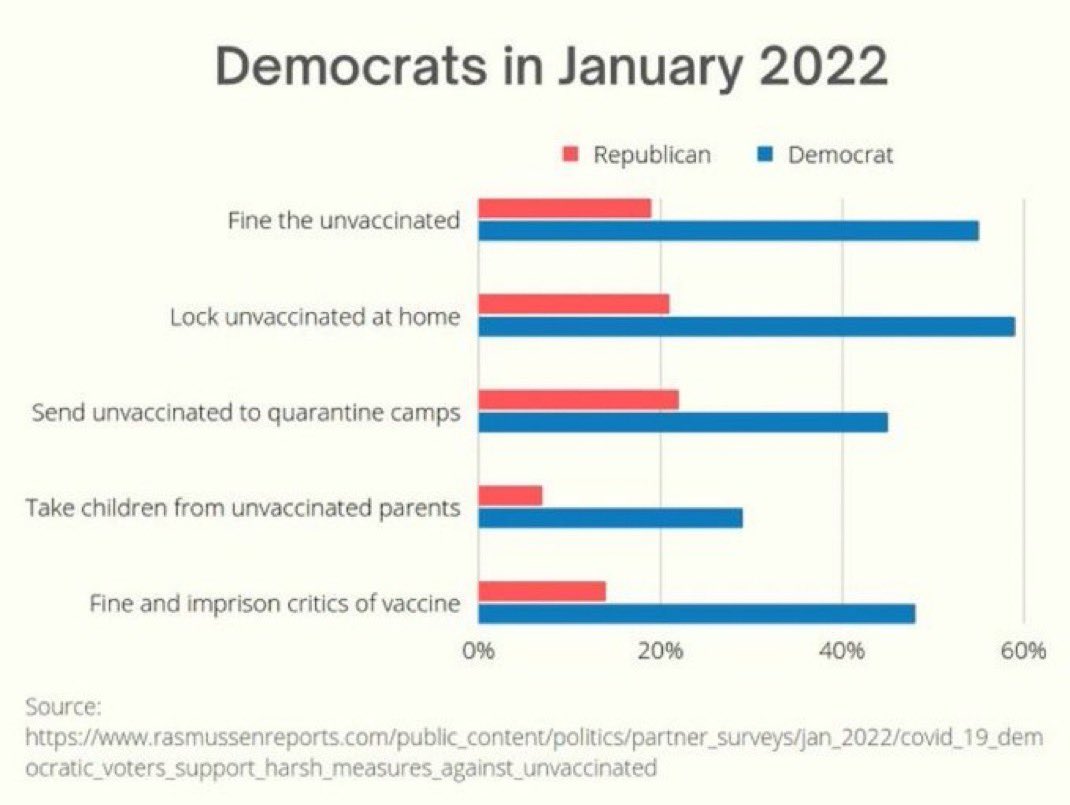 Democrats in January 2022
Republican Democrat
Fine the unvaccinated
Lock unvaccinated at home
Send unvaccinated to quarantine camps
Take children from unvaccinated parents
Fine and imprison critics of vaccine
0% 20% 40% 60%
Source:
https://www.rasmussenreports.com/public_content/politics/partner_surveys/jan_2022/covid_19_dem
ocratic_voters_support_harsh_measures_against_unvaccinated